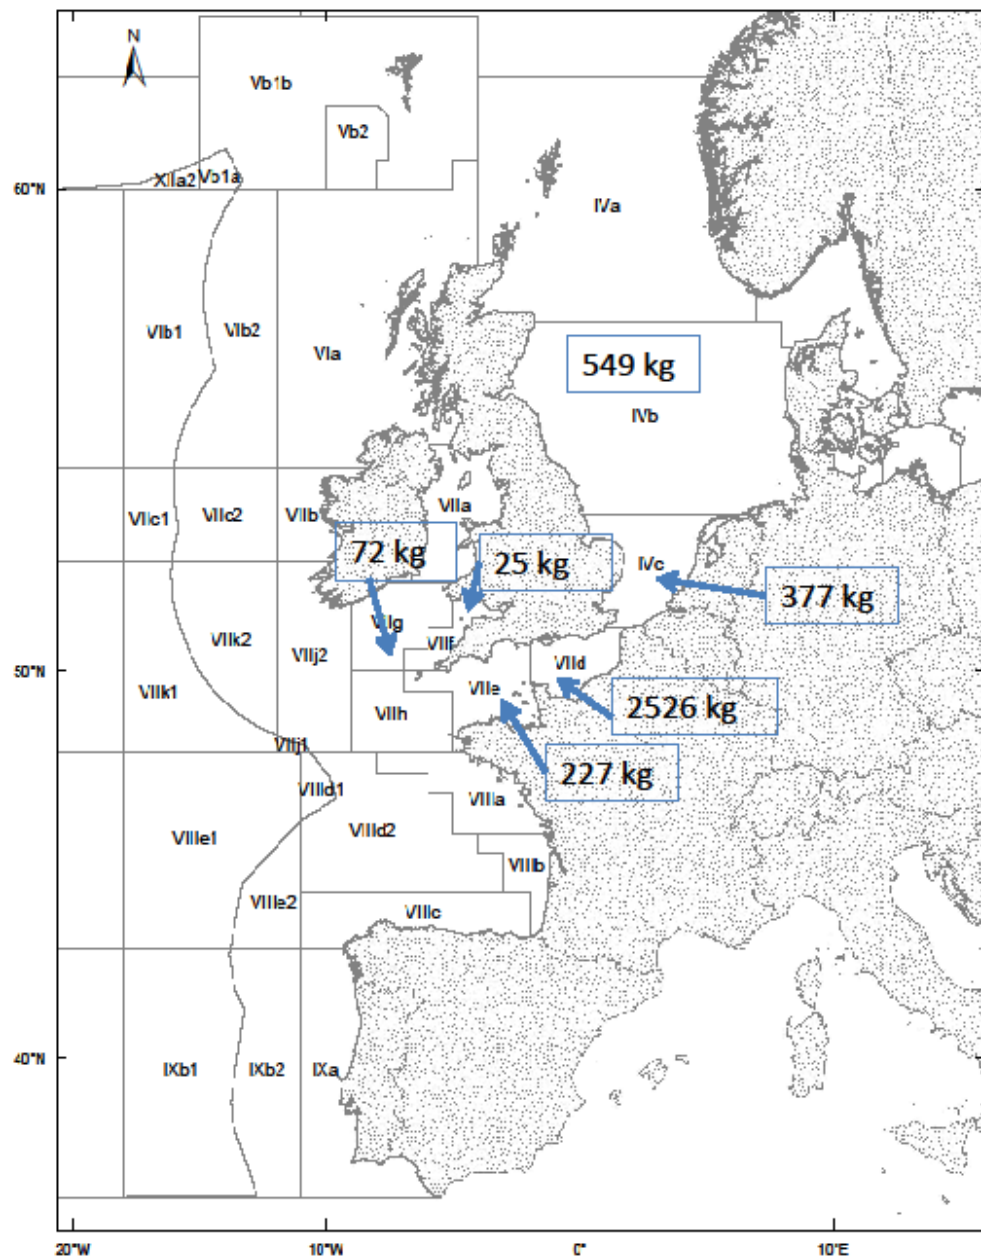 N
Vb1b
Vb2
XIIa2 Vb1a
60°N
IVa
VIb1
VIb2
VIa
549 kg
IVb
VIIc1
VIIc2
VIIb
VIIa
72 kg
25 kg
IVc
377 kg
VIIg
VIIk2
VIIj2
VIIf
50°N
VIId
VIIk1
VIIe
VIIh
2526 kg
VIIj1
227 kg
VIIId1
VIIIa
VIIIe1
VIIId2
VIIIb
VIIIe2
VIIIc
40°N
IXb1
IXb2
IXa
20°W
10°W
0°
10°E